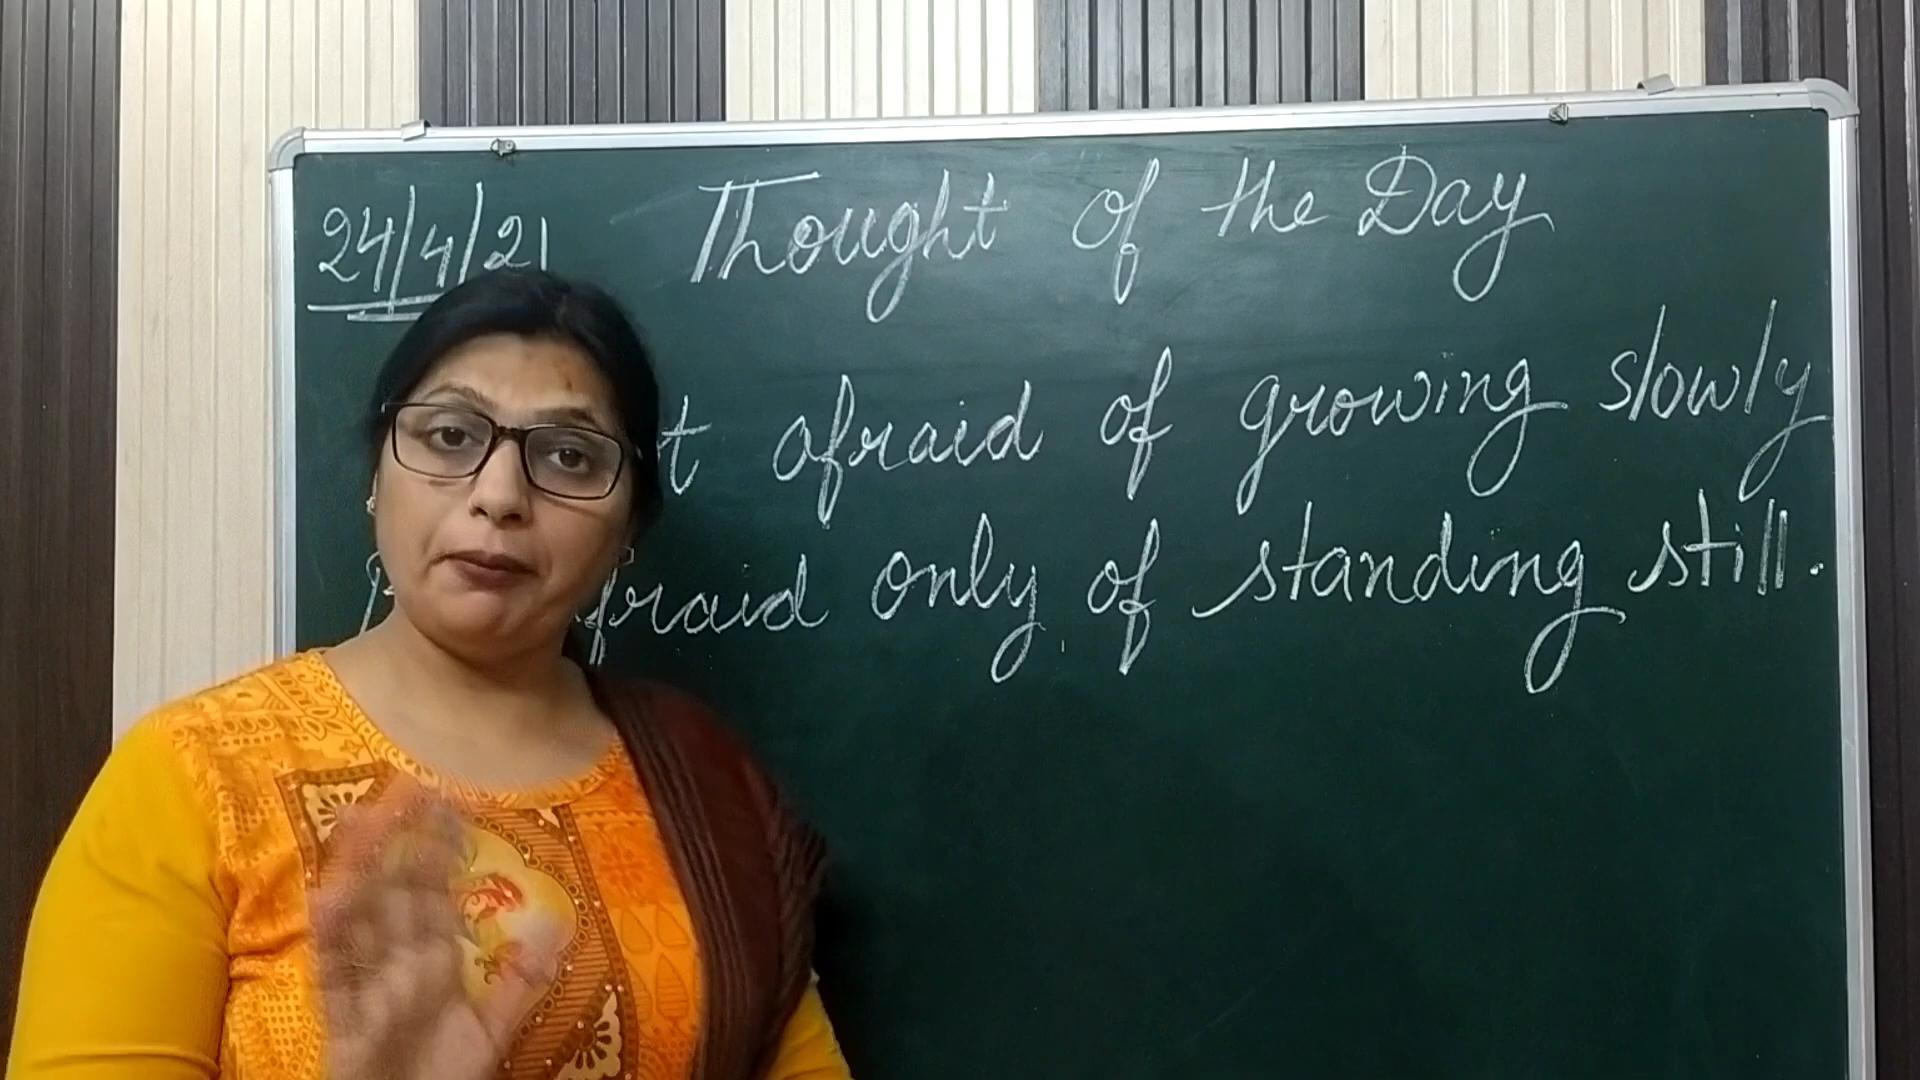 24/4/21 Thought of the Day
afraid of growing slowly
only of standing still.